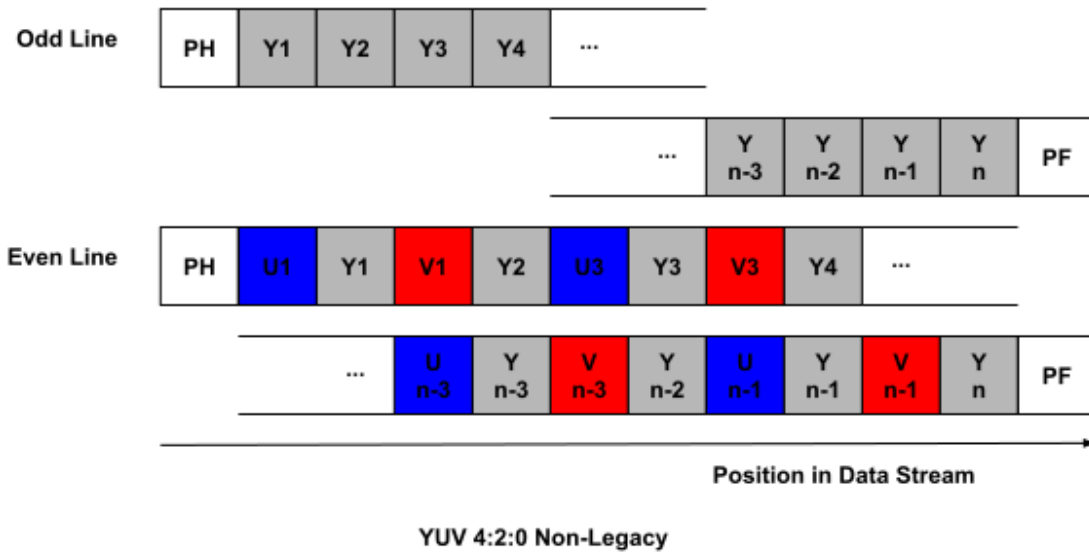 Odd Line PH Y1 Y2 Y3 Y4 ...
... Y n-3 Y n-2 Y n-1 Y n PF
Even Line PH U1 Y1 V1 Y2 U3 Y3 V3 Y4 ...
... U n-3 Y n-3 V n-3 Y n-2 U n-1 Y n-1 V n-1 Y n PF
Position in Data Stream
YUV 4:2:0 Non-Legacy